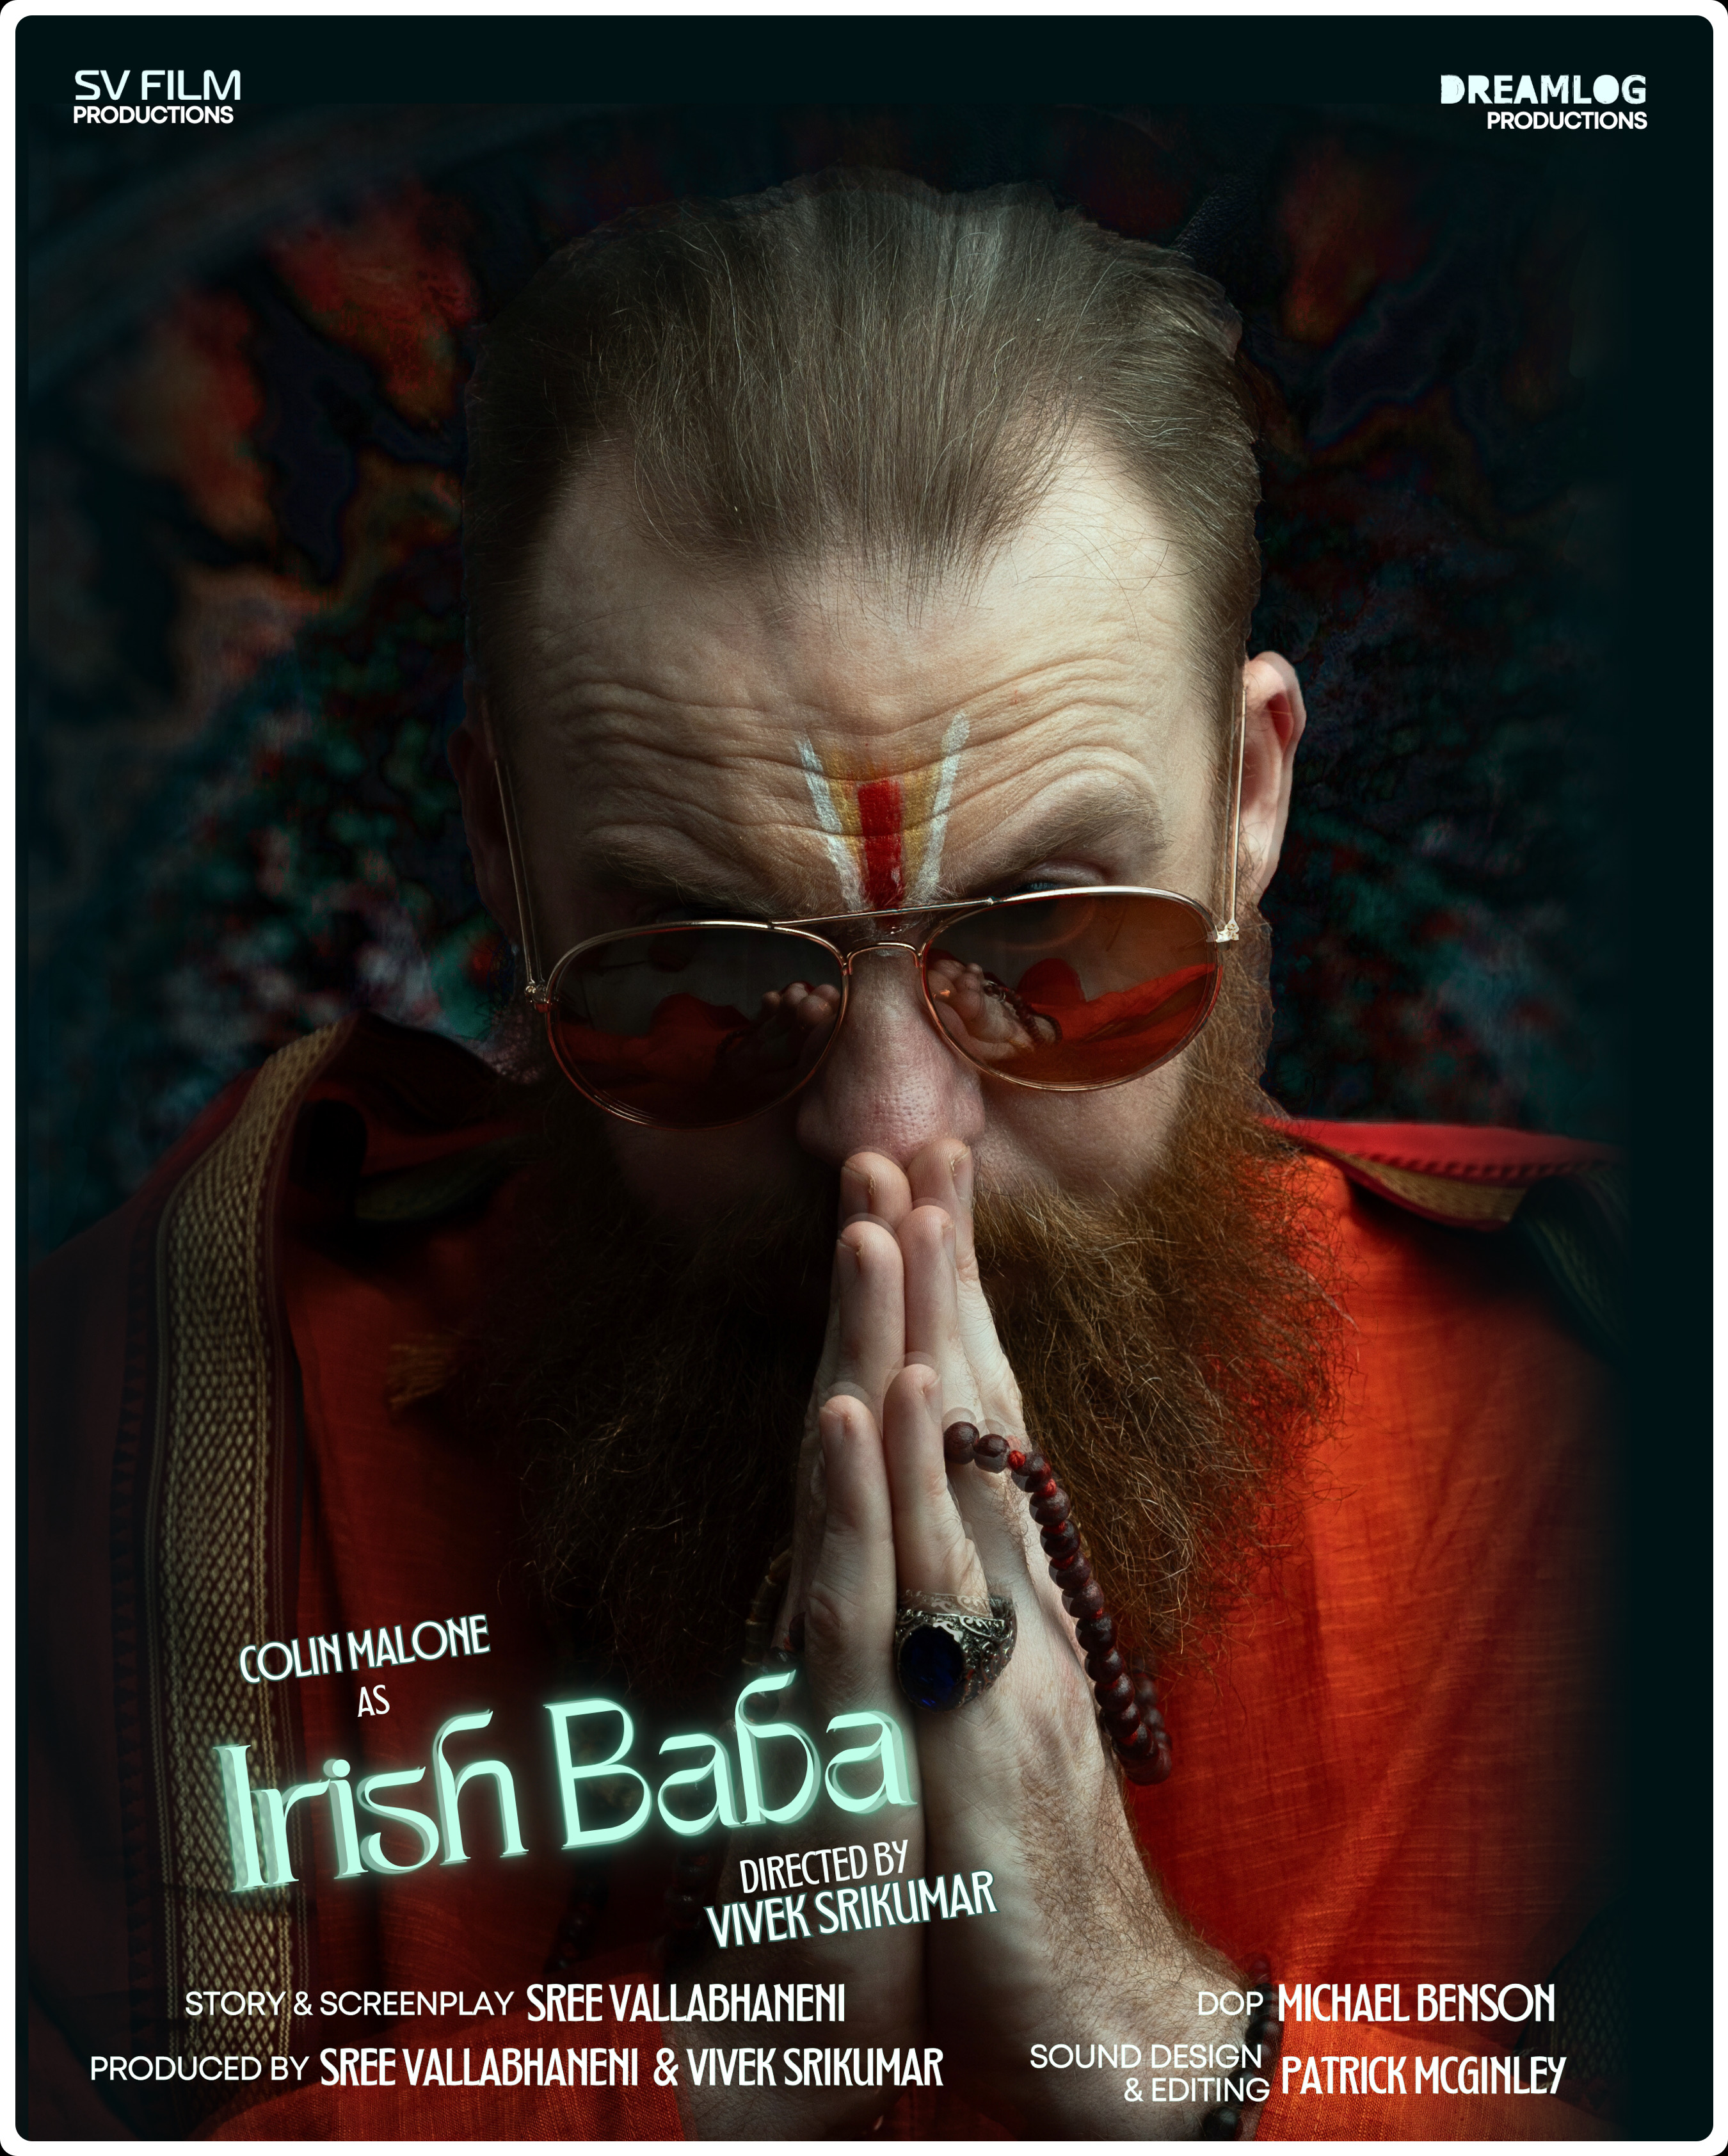 SV FILM
PRODUCTIONS
DREAMLOG
PRODUCTIONS
COLIN MALONE
AS
Irish Baba
DIRECTED BY
VIVEK SRIKUMAR
STORY & SCREENPLAY SREE VALLABHANENI
PRODUCED BY SREE VALLABHANENI & VIVEK SRIKUMAR
DOP MICHAEL BENSON
SOUND DESIGN
& EDITING PATRICK MCGINLEY